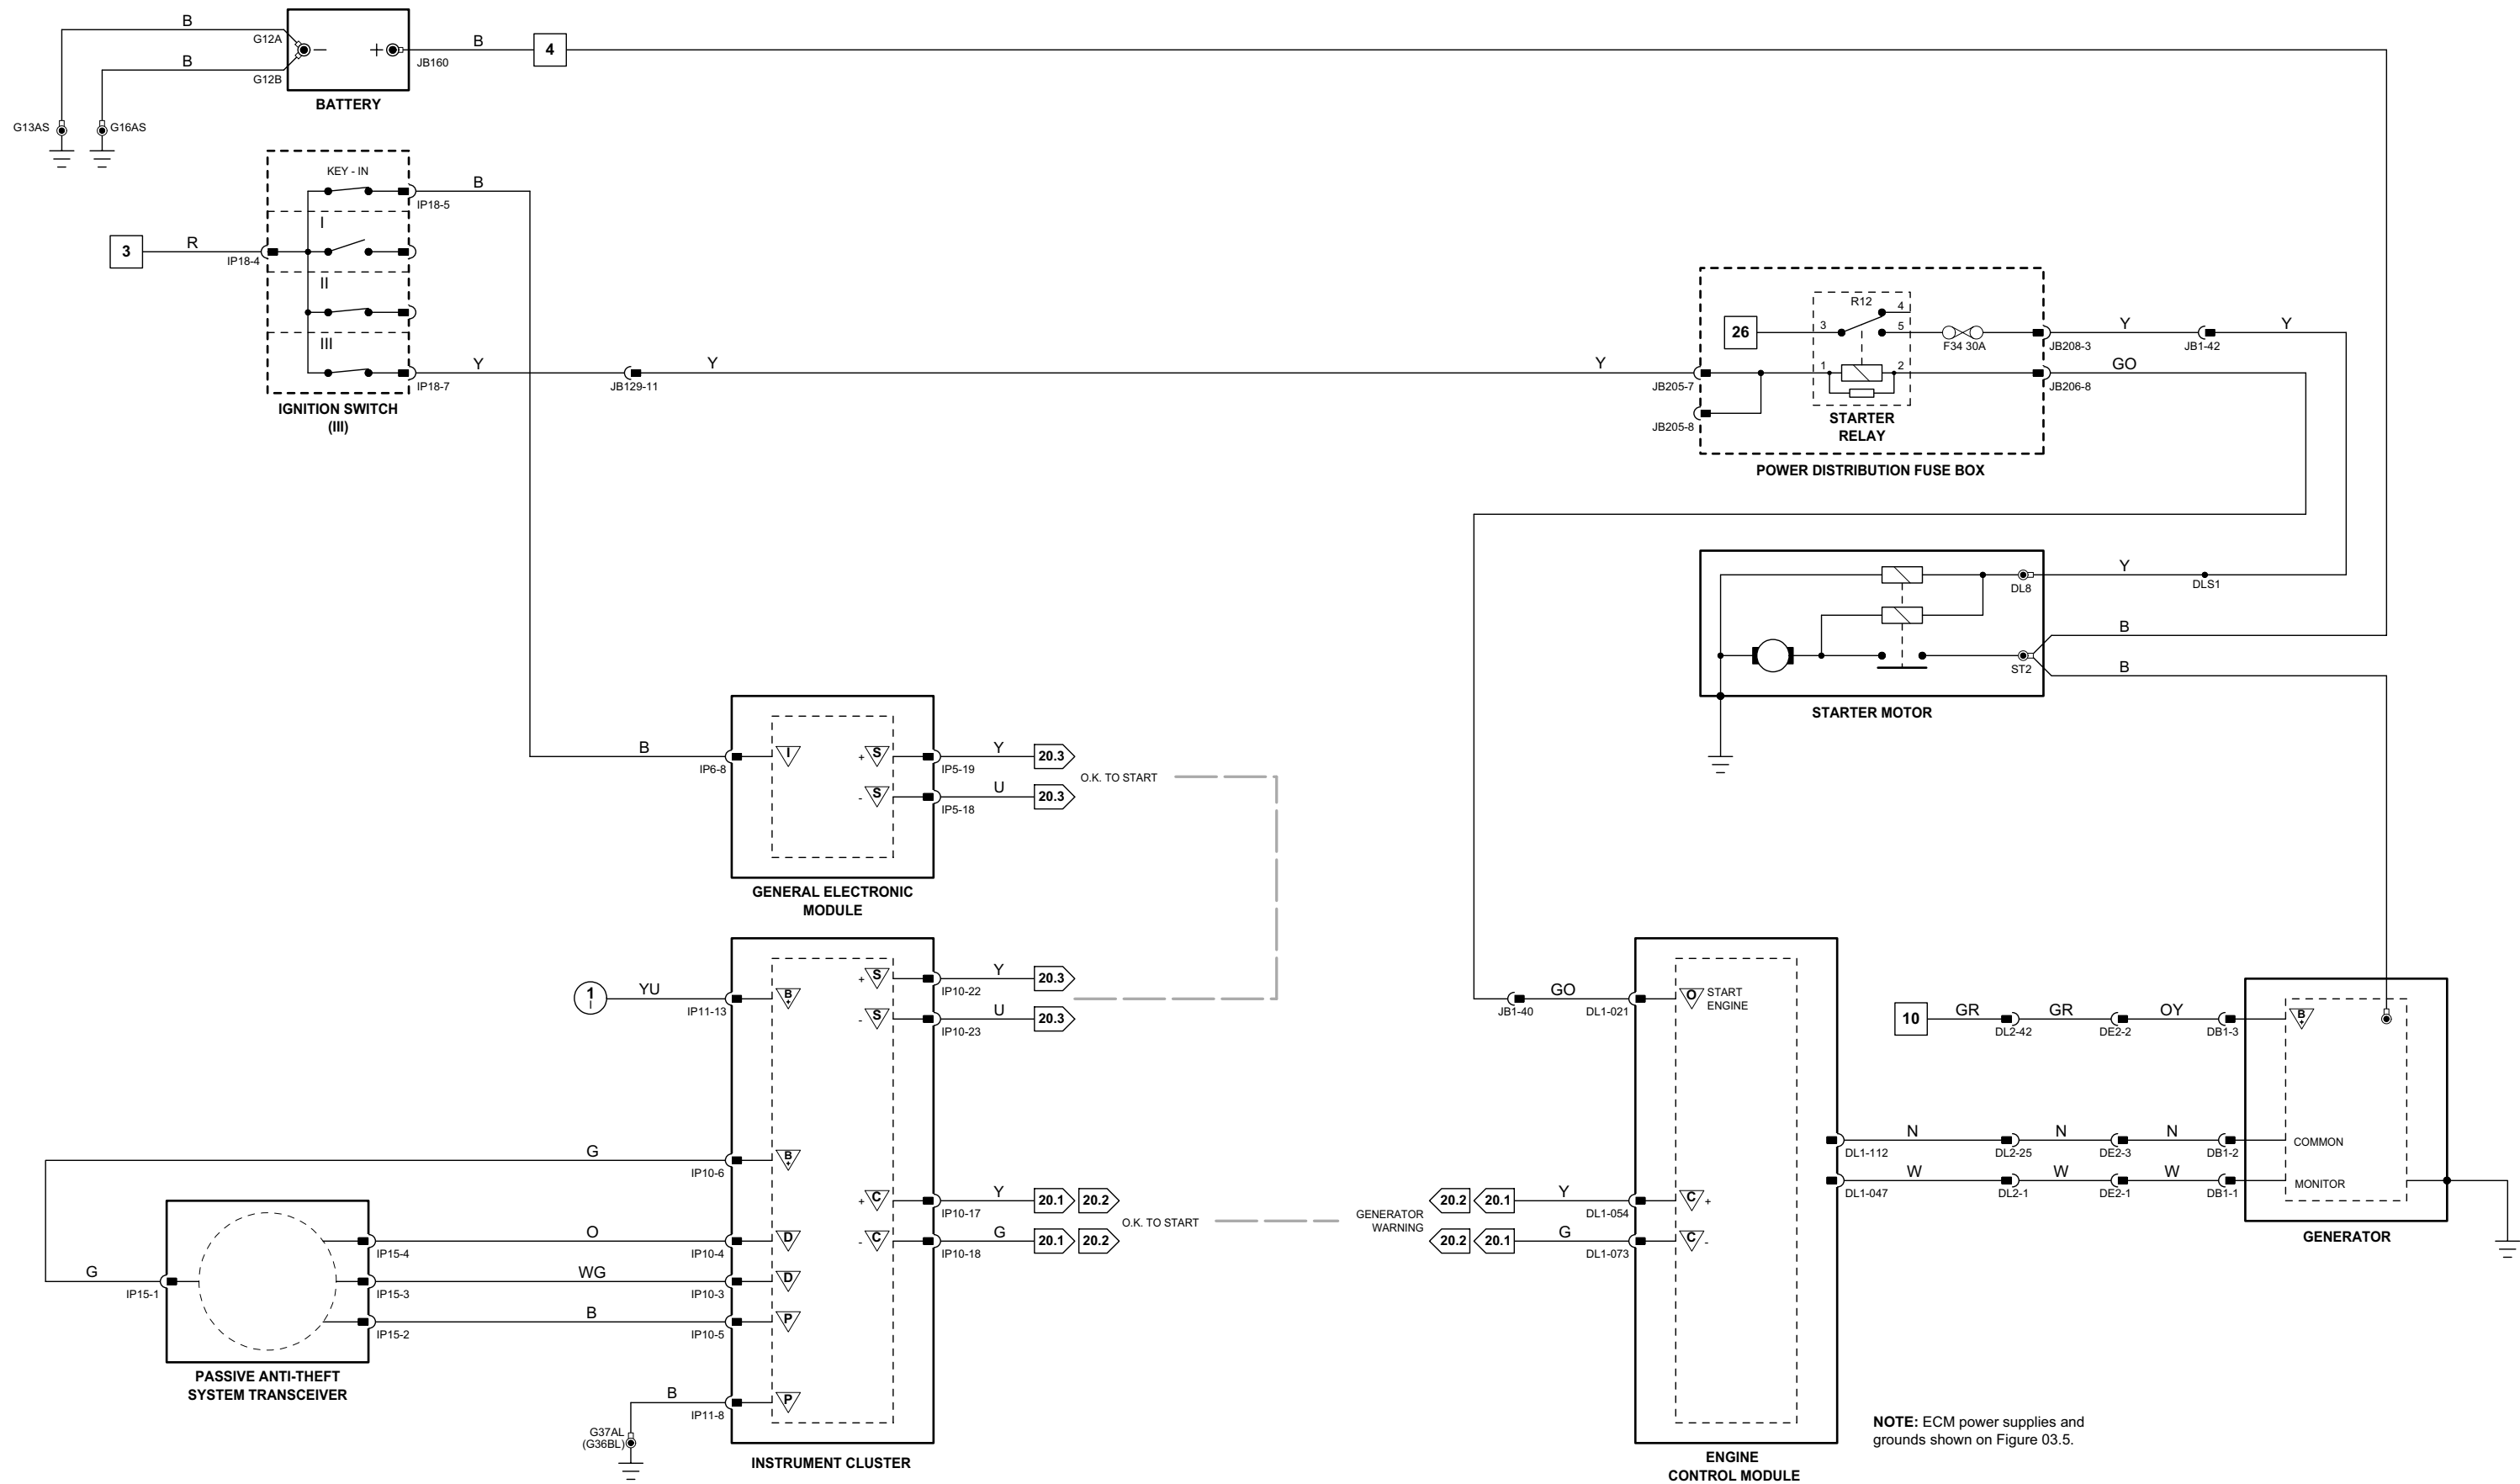 B
G12A
B
G12B
− +
B
JB160
4
BATTERY
G13AS
G16AS
KEY - IN
B
IP18-5
I
3
R
IP18-4
II
III
Y
IP18-7
IGNITION SWITCH
(III)
JB129-11
Y
Y
JB205-7
JB205-8
26
R12
3
4
5
1
2
F34 30A
STARTER
RELAY
POWER DISTRIBUTION FUSE BOX
Y
JB208-3
JB1-42
Y
GO
JB206-8
Y
DL8
DLS1
B
ST2
B
STARTER MOTOR
B
IP6-8
I
+ S
Y
IP5-19
20.3
- S
U
IP5-18
20.3
O.K. TO START
GENERAL ELECTRONIC
MODULE
1
I
YU
IP11-13
B
+
+ S
Y
IP10-22
20.3
- S
U
IP10-23
20.3
G
IP10-6
B
+
+ C
Y
IP10-17
20.1 20.2
- C
G
IP10-18
20.1 20.2
O.K. TO START
O
IP15-4
IP10-4
D
G
IP15-1
WG
IP15-3
IP10-3
D
B
IP15-2
IP10-5
P
PASSIVE ANTI-THEFT
SYSTEM TRANSCEIVER
B
IP11-8
P
G37AL
(G36BL)
INSTRUMENT CLUSTER
JB1-40
GO
DL1-021
O START
ENGINE
GENERATOR
WARNING
20.2 20.1
Y
DL1-054
C +
20.2 20.1
G
DL1-073
C -
ENGINE
CONTROL MODULE
10
GR
DL2-42
GR
DE2-2
OY
DB1-3
B
+
N
DL1-112
DL2-25
N
DE2-3
N
DB1-2
COMMON
W
DL1-047
DL2-1
W
DE2-1
W
DB1-1
MONITOR
GENERATOR
NOTE: ECM power supplies and
grounds shown on Figure 03.5.